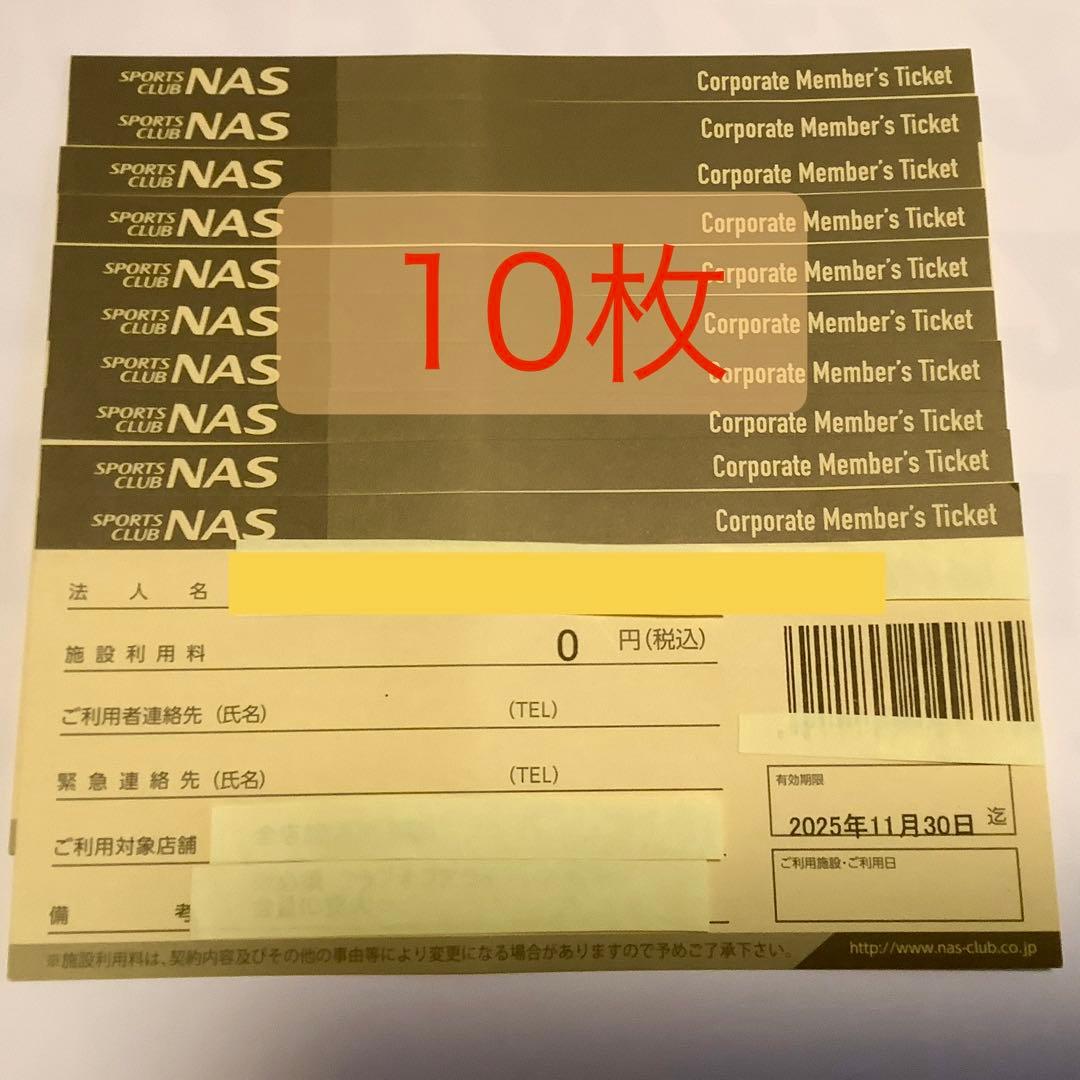 SPORTS CLUB NAS Corporate Member's Ticket
SPORTS CLUB NAS Corporate Member's Ticket
SPORTS CLUB NAS Corporate Member's Ticket
SPORTS CLUB NAS Corporate Member's Ticket
SPORTS CLUB NAS Corporate Member's Ticket
SPORTS CLUB NAS Corporate Member's Ticket
SPORTS CLUB NAS Corporate Member's Ticket
SPORTS CLUB NAS Corporate Member's Ticket
SPORTS CLUB NAS Corporate Member's Ticket
SPORTS CLUB NAS Corporate Member's Ticket
10枚
法人名
施設利用料 0 円(税込)
ご利用者連絡先 (氏名) (TEL)
緊急連絡先 (氏名) (TEL)
有効期限
2025年11月30日 迄
ご利用対象店舗
ご利用施設・ご利用日
備考
※施設利用料は、契約内容及びその他の事由等により変更になる場合がありますので予めご了承下さい。
http://www.nas-club.co.jp